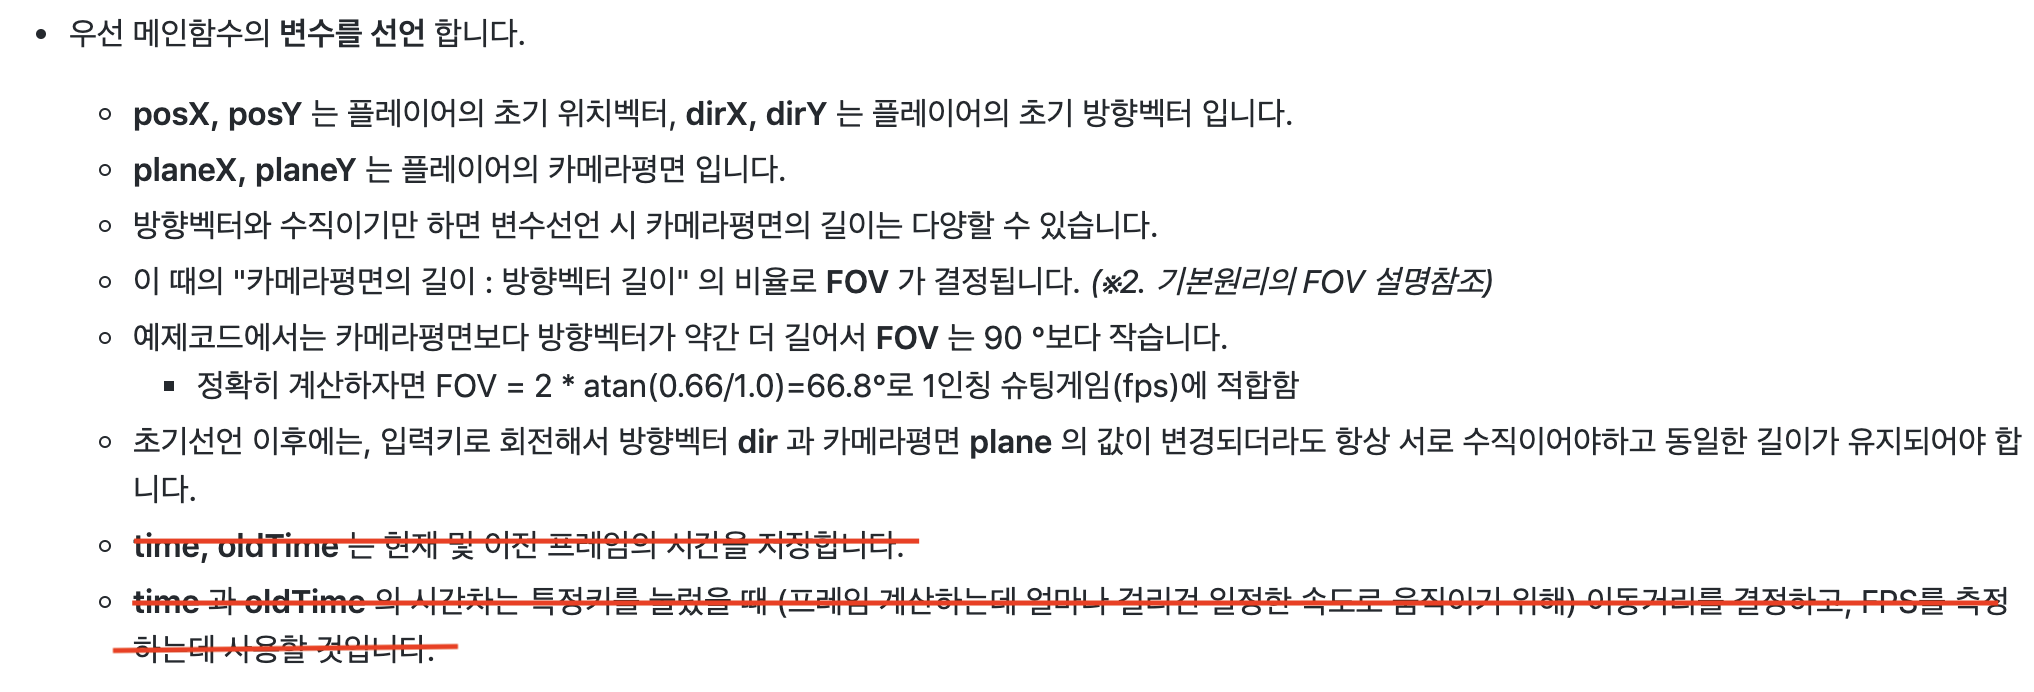 • 우선 메인함수의 변수를 선언 합니다.
◦ posX, posY 는 플레이어의 초기 위치벡터, dirX, dirY 는 플레이어의 초기 방향벡터 입니다.
◦ planeX, planeY 는 플레이어의 카메라평면 입니다.
◦ 방향벡터와 수직이기만 하면 변수선언 시 카메라평면의 길이는 다양할 수 있습니다.
◦ 이 때의 "카메라평면의 길이 : 방향벡터 길이" 의 비율로 FOV 가 결정됩니다. (※2. 기본원리의 FOV 설명참조)
◦ 예제코드에서는 카메라평면보다 방향벡터가 약간 더 길어서 FOV 는 90 °보다 작습니다.
▪ 정확히 계산하자면 FOV = 2 * atan(0.66/1.0)=66.8°로 1인칭 슈팅게임(fps)에 적합함
◦ 초기선언 이후에는, 입력키로 회전해서 방향벡터 dir 과 카메라평면 plane 의 값이 변경되더라도 항상 서로 수직이어야하고 동일한 길이가 유지되어야 합
니다.
◦ time, oldTime 는 현재 및 이전 프레임의 시간을 저장합니다.
◦ time 과 oldTime 의 시간차는 특정키를 눌렀을 때 (프레임 계산하는데 얼마나 걸리건 일정한 속도로 움직이기 위해) 이동거리를 결정하고, FPS를 측정
하는데 사용할 것입니다.